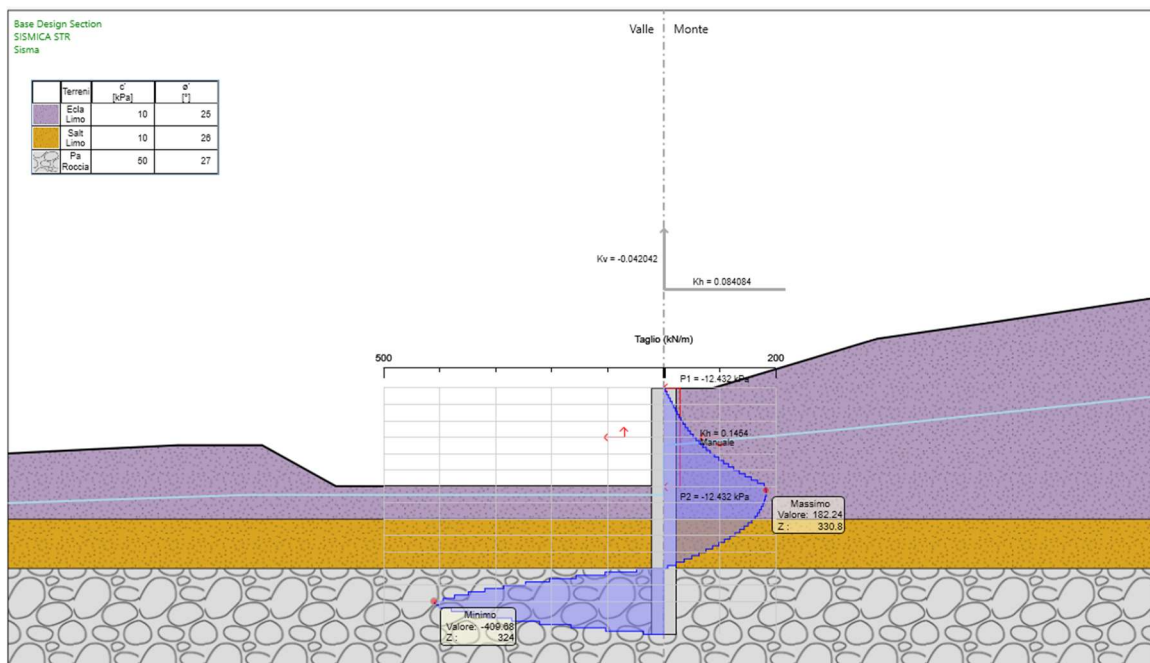 Base Design Section
SISMICA STR
Sisma
Valle Monte
Terreni c' ø'
[kPa] [°]
Ecla Limo 10 25
Salt Limo 10 26
Pa Roccia 50 27
Kv = -0.042042
Kh = 0.084084
Taglio (kN/m)
500 200
P1 = -12.432 kPa
Kh = 0.1464
Manuale
P2 = -12.432 kPa
Massimo
Valore: 182.24
Z : 330.8
Minimo
Valore: -409.68
Z : 324